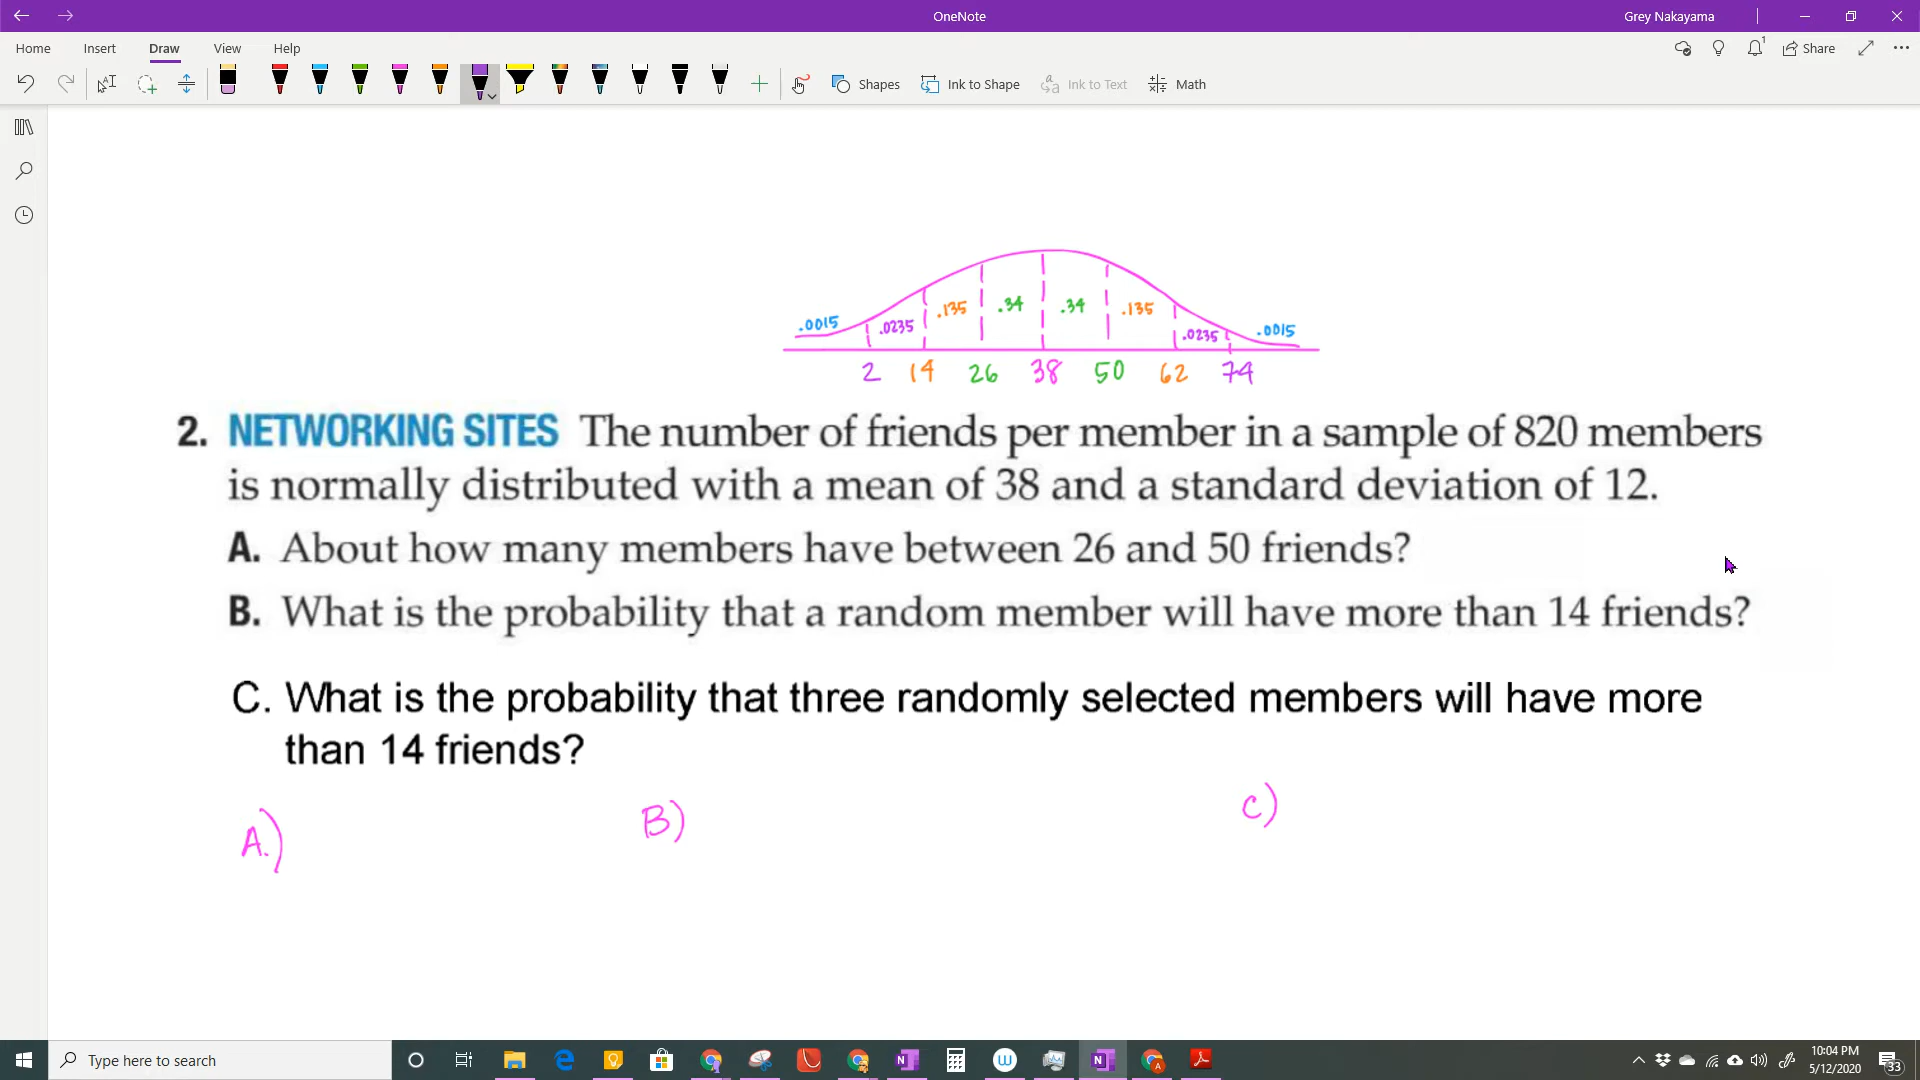 OneNote
Grey Nakayama
Home Insert Draw View Help
1
Share
Shapes
Ink to Shape
Ink to Text
Math
.0015 .0235 .135 .34 .34 .135 .0235 .0015
2 14 26 38 50 62 74
2. NETWORKING SITES The number of friends per member in a sample of 820 members
is normally distributed with a mean of 38 and a standard deviation of 12.
A. About how many members have between 26 and 50 friends?
B. What is the probability that a random member will have more than 14 friends?
C. What is the probability that three randomly selected members will have more
than 14 friends?
A.) B) C)
Type here to search
10:04 PM
5/12/2020
33